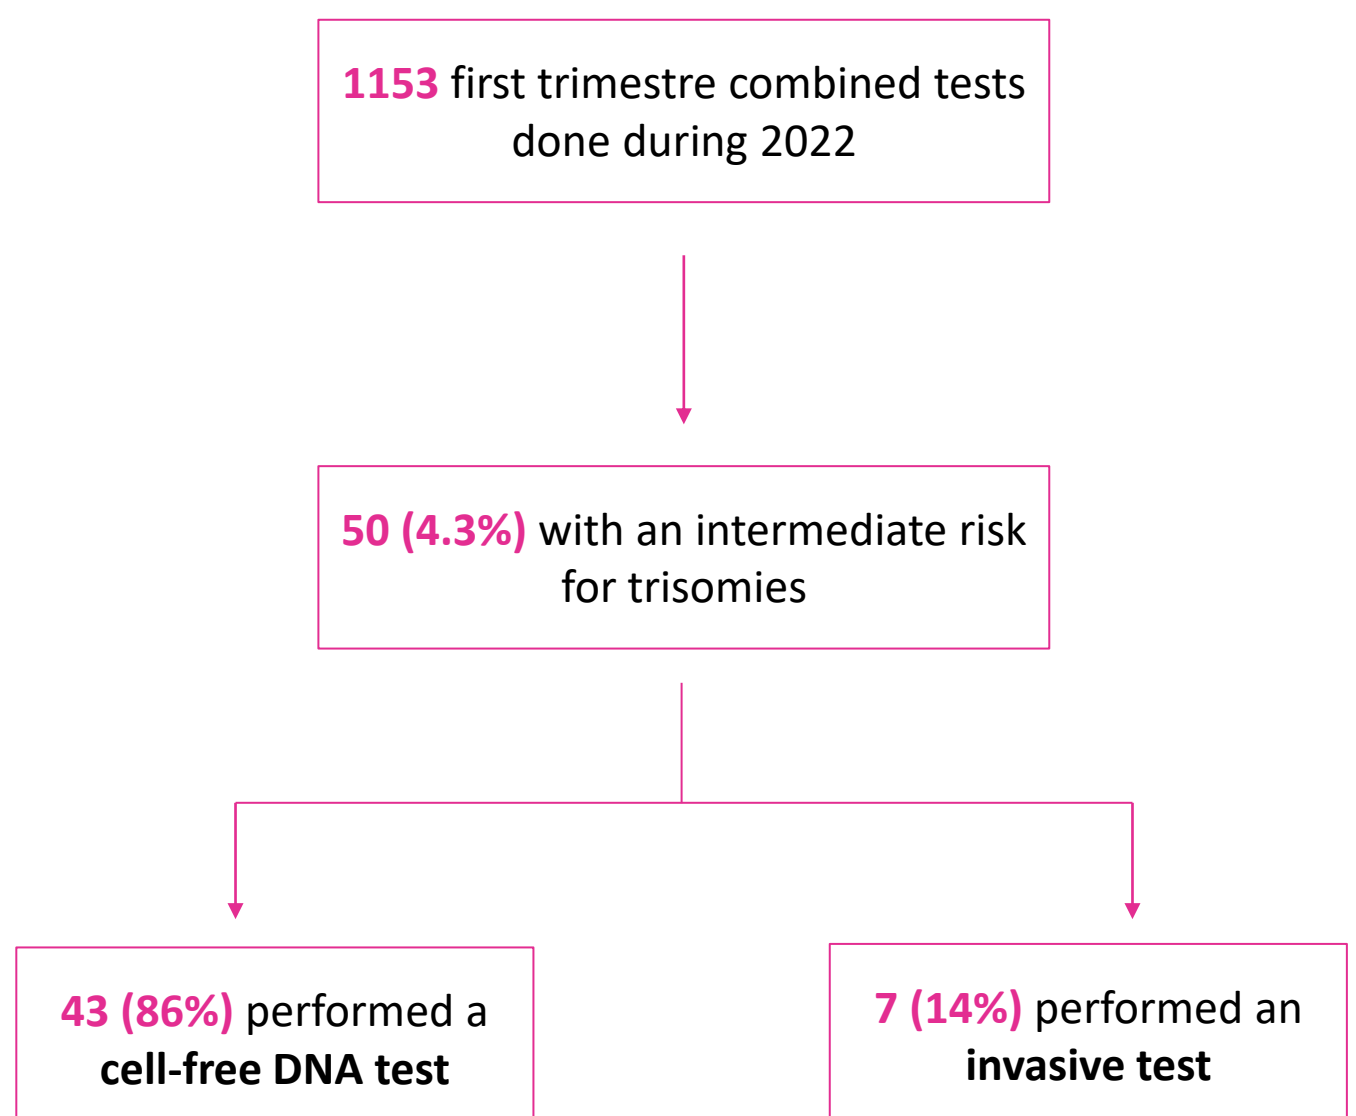 1153 first trimestre combined tests
done during 2022
50 (4.3%) with an intermediate risk
for trisomies
43 (86%) performed a
cell-free DNA test
7 (14%) performed an
invasive test